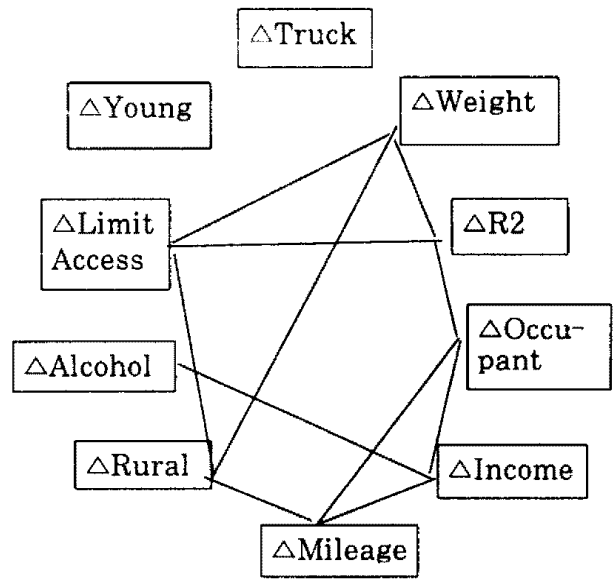 △Truck
△Young
△Weight
△Limit
Access
△R2
△Occu-
pant
△Alcohol
△Rural
△Income
△Mileage